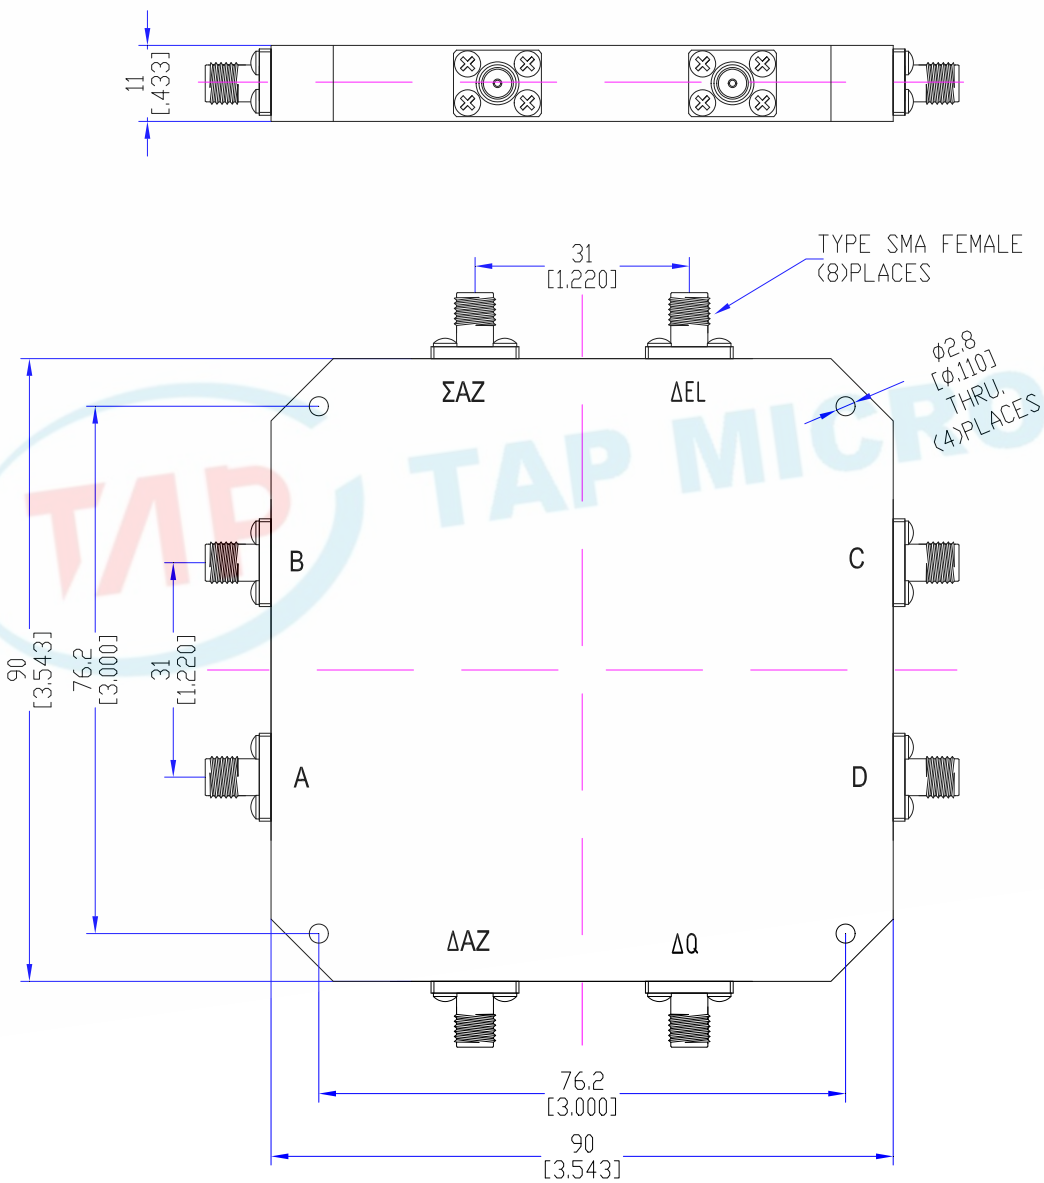 11
[.433]
31
[1.220]
TYPE SMA FEMALE
(8)PLACES
Ø2.8
[Ø.110]
THRU,
(4)PLACES
ΣAZ
ΔEL
TAP
TAP MICRO
B
C
90
[3.543]
76.2
[3.000]
31
[1.220]
A
D
ΔAZ
ΔQ
76.2
[3.000]
90
[3.543]